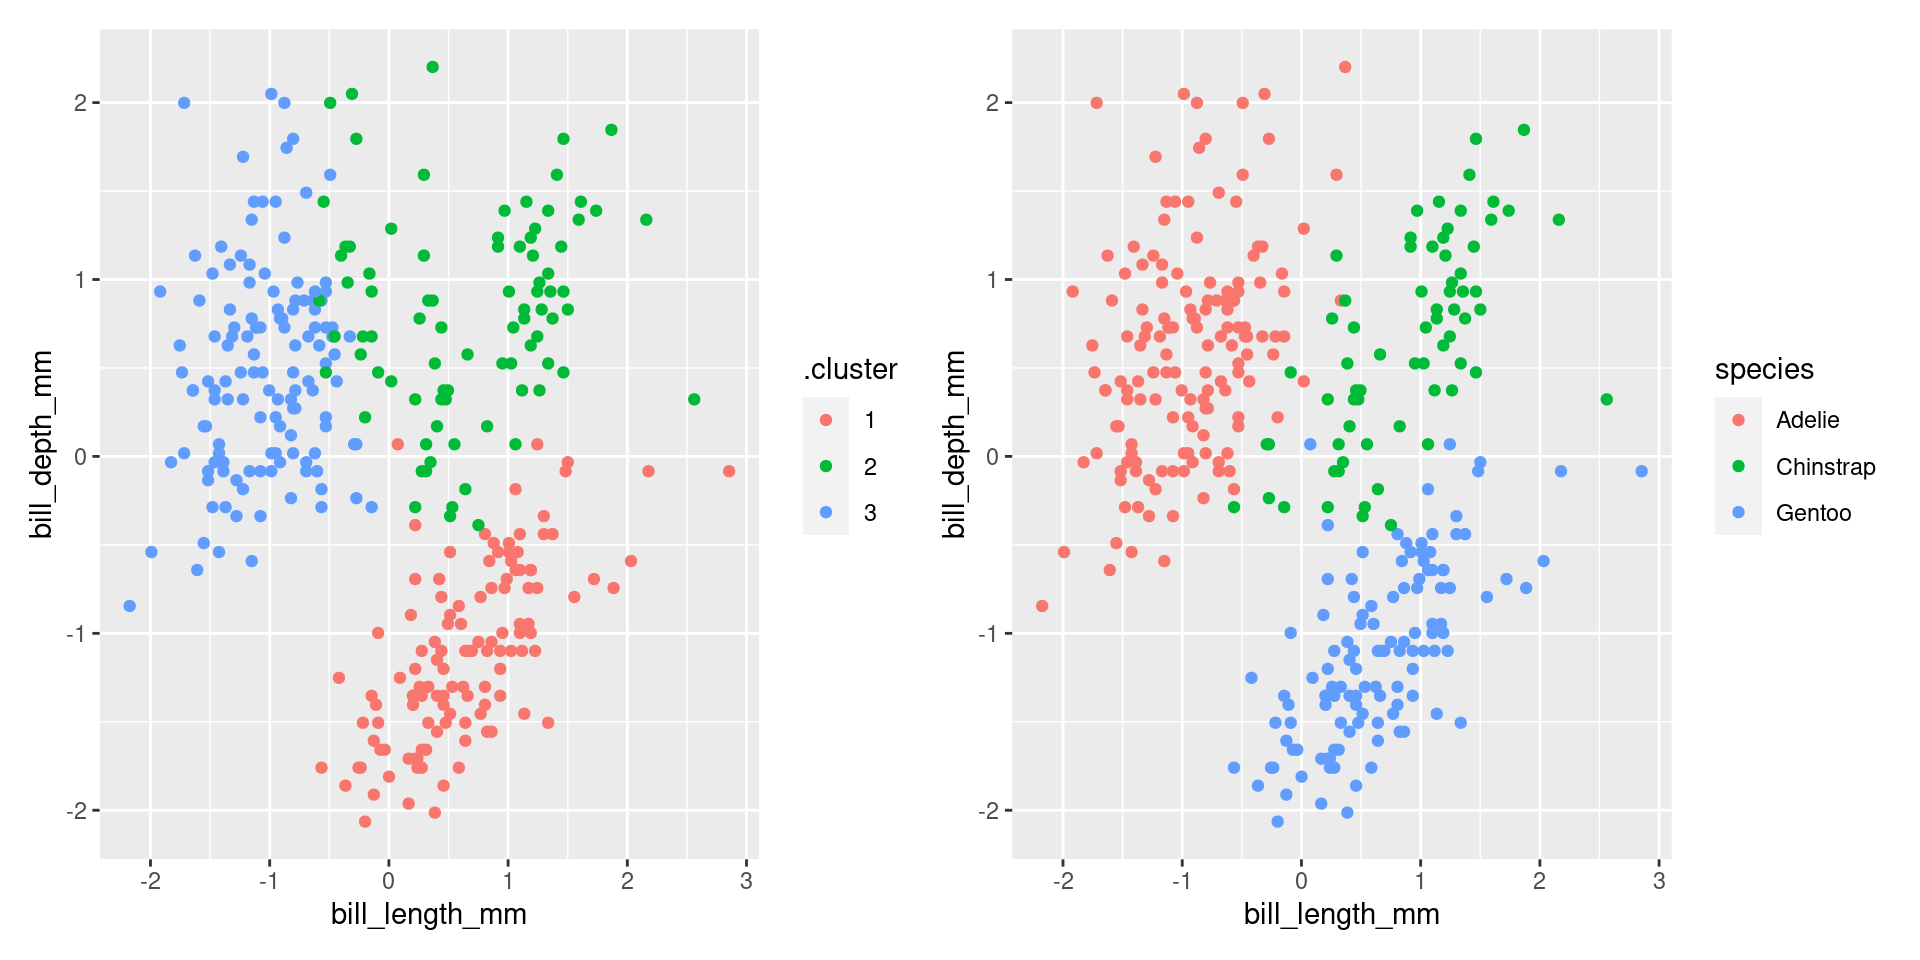 2
1
0
-1
-2
bill_depth_mm
-2 -1 0 1 2 3
bill_length_mm
.cluster
1
2
3
2
1
0
-1
-2
bill_depth_mm
-2 -1 0 1 2 3
bill_length_mm
species
Adelie
Chinstrap
Gentoo